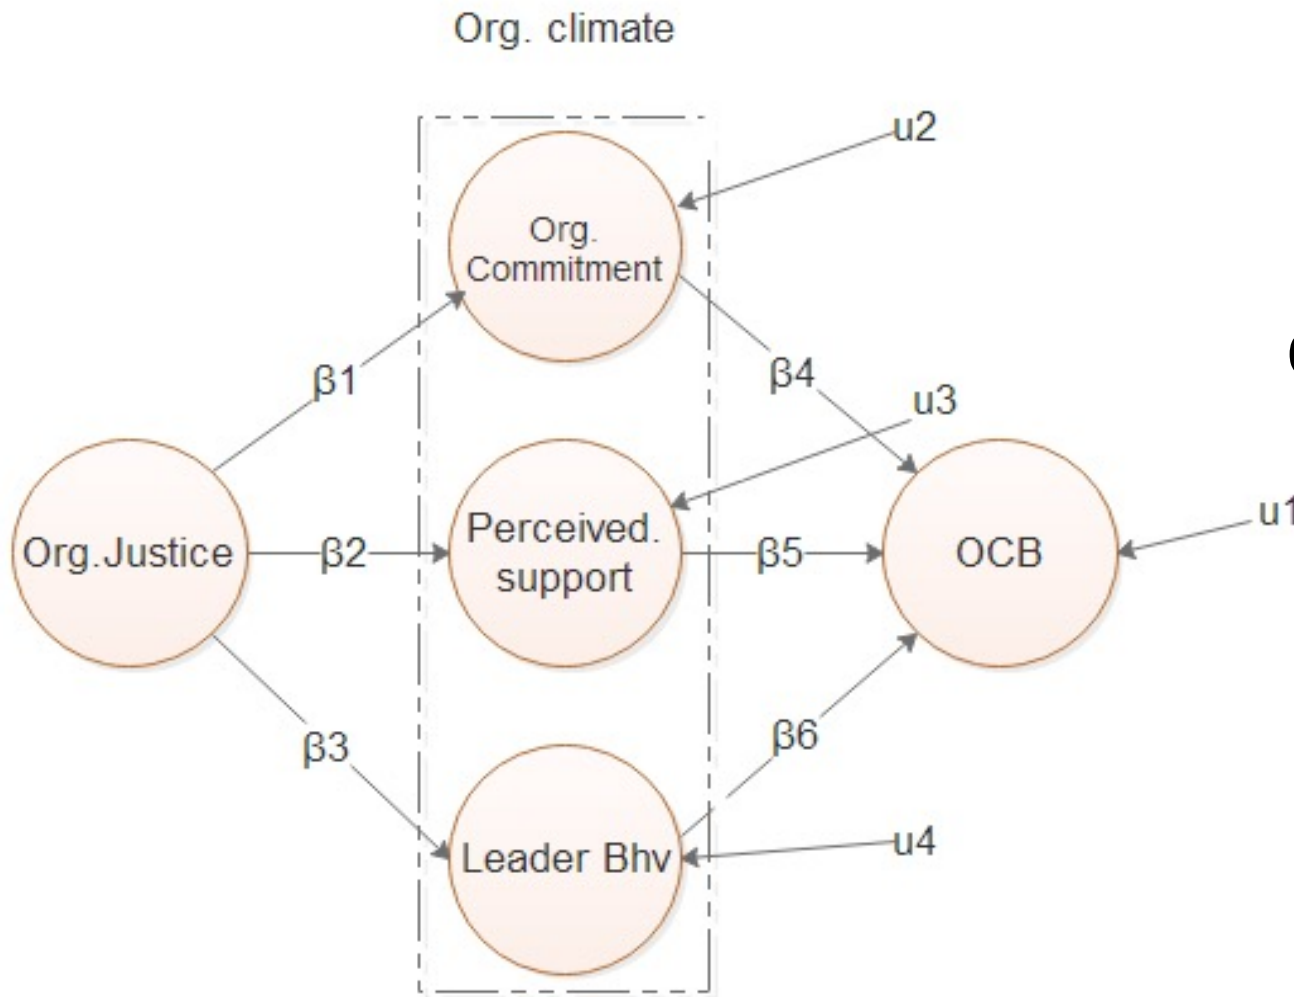 Org. climate
u2
Org.
Commitment
β1
β4
u3
Org.Justice
β2
Perceived.
support
β5
OCB
u1
β3
β6
Leader Bhv
u4